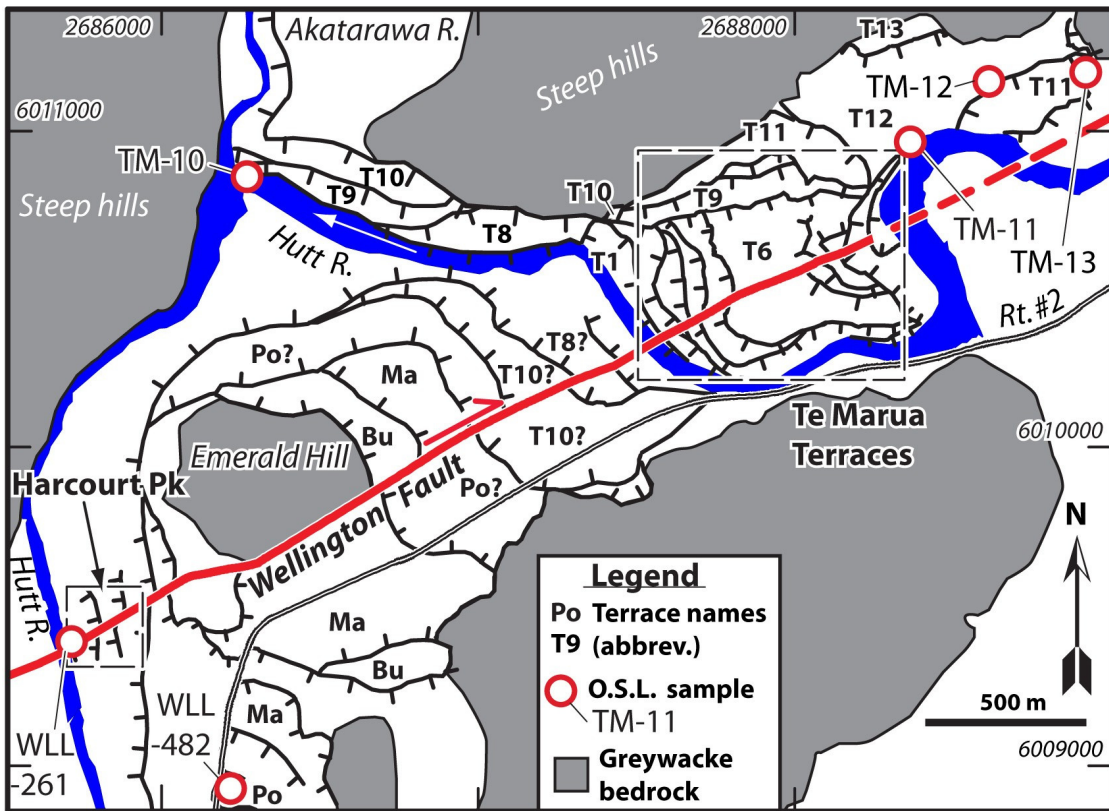 2686000
Akatarawa R.
2688000
T13
Steep hills
TM-12
T11
6011000
T12
T11
TM-10
T10
T9
T10
T9
Steep hills
T8
Hutt R.
T1
T6
TM-11
TM-13
Rt. #2
Po?
Ma
T8?
T10?
Bu
T10?
Te Marua
Terraces
6010000
Emerald Hill
Po?
Harcourt Pk
Wellington Fault
N
Hutt R.
Legend
Po Terrace names
T9 (abbrev.)
Ma
Bu
O.S.L. sample
TM-11
WLL
-482
Ma
500 m
WLL
-261
Po
Greywacke
bedrock
6009000